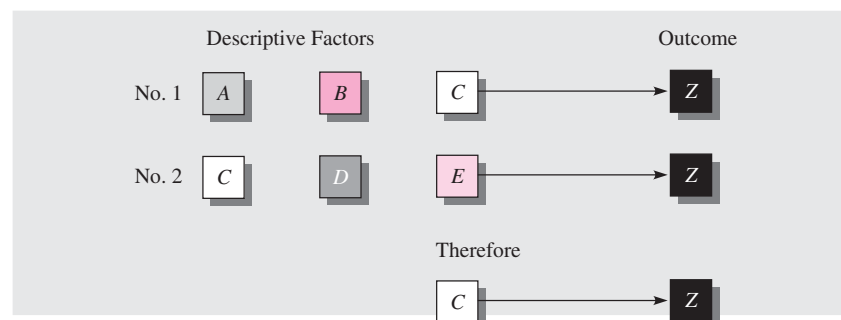 Descriptive Factors Outcome
No. 1 A B C Z
No. 2 C D E Z
Therefore
C Z